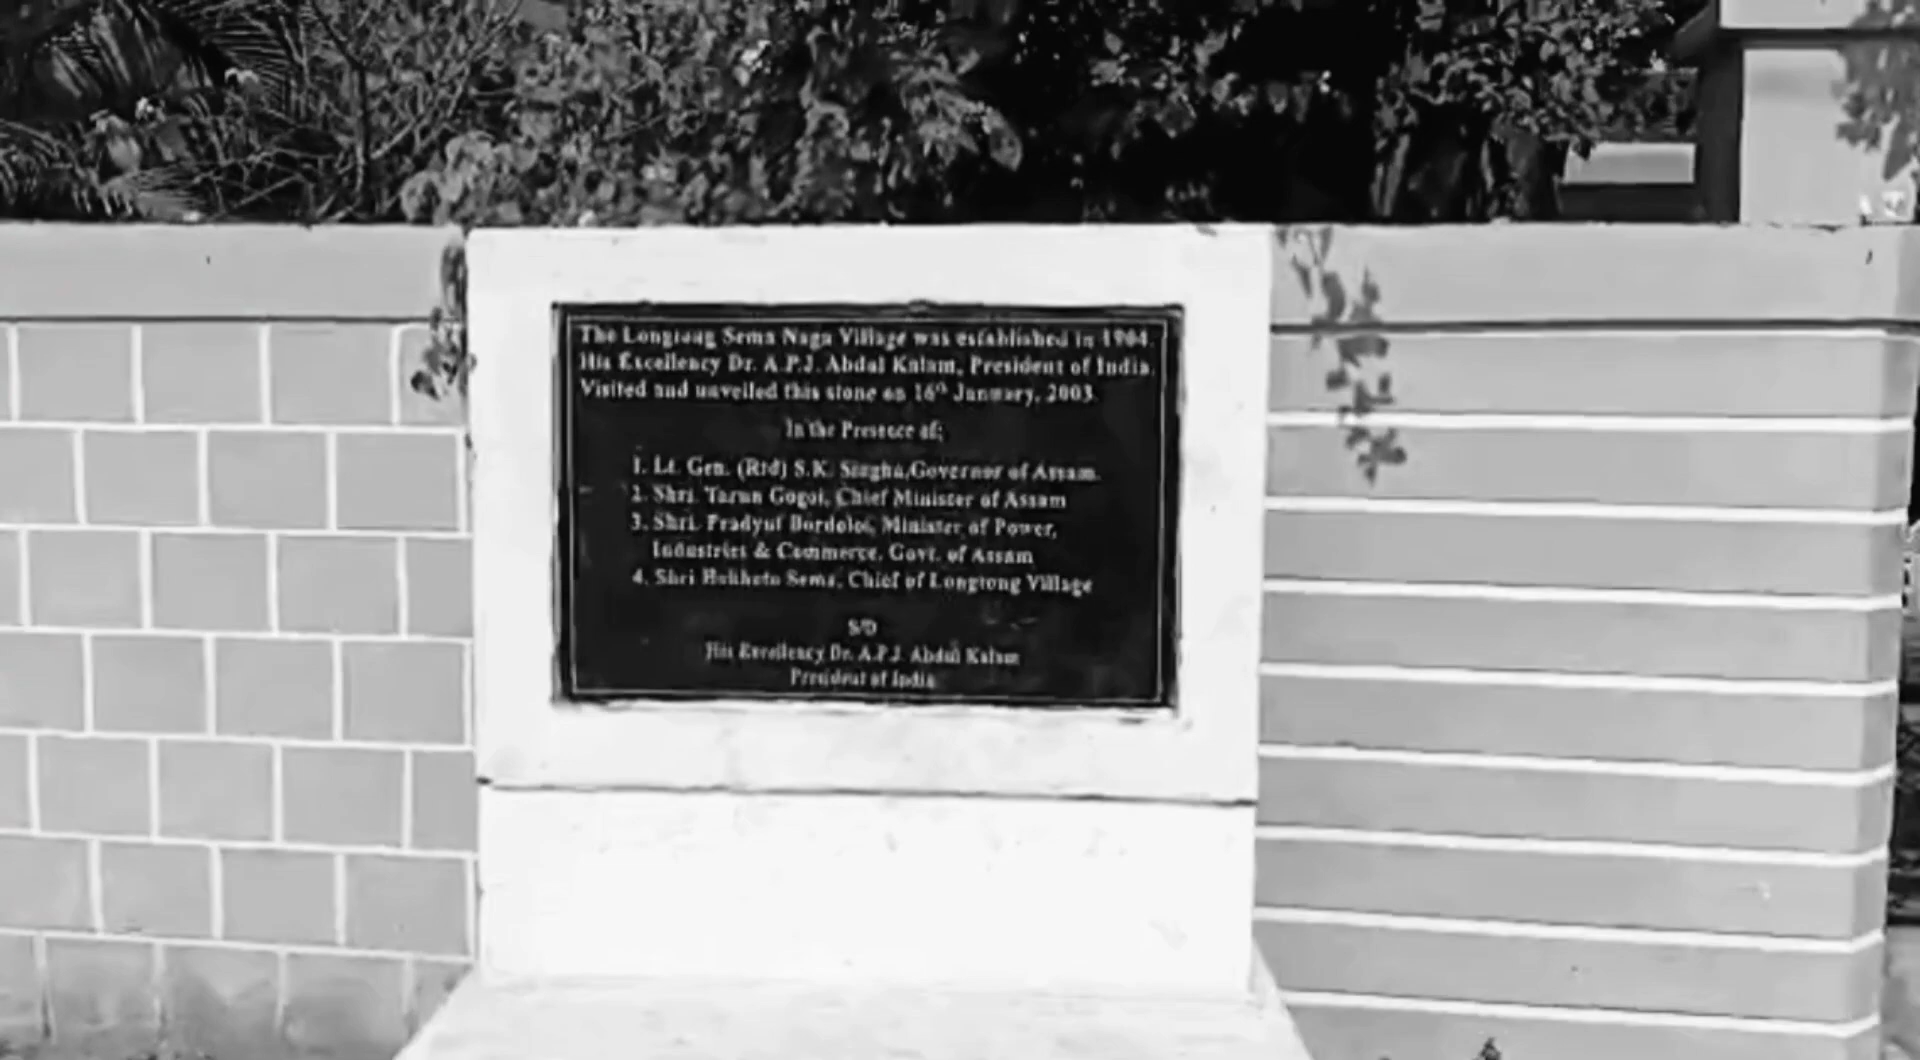 The Longtong Sema Naga Village was established in 1904.
His Excellency Dr. A.P.J. Abdul Kalam, President of India.
Visited and unveiled this stone on 16th January, 2003.
In the Presence of;
1. Lt. Gen. (Rtd) S.K. Singha, Governor of Assam.
2. Shri. Tarun Gogoi, Chief Minister of Assam
3. Shri. Pradyut Bordoloi, Minister of Power,
Industries & Commerce, Govt. of Assam
4. Shri Sema, Chief of Longtong Village
S/D
His Excellency Dr. A.P.J. Abdul Kalam
President of India